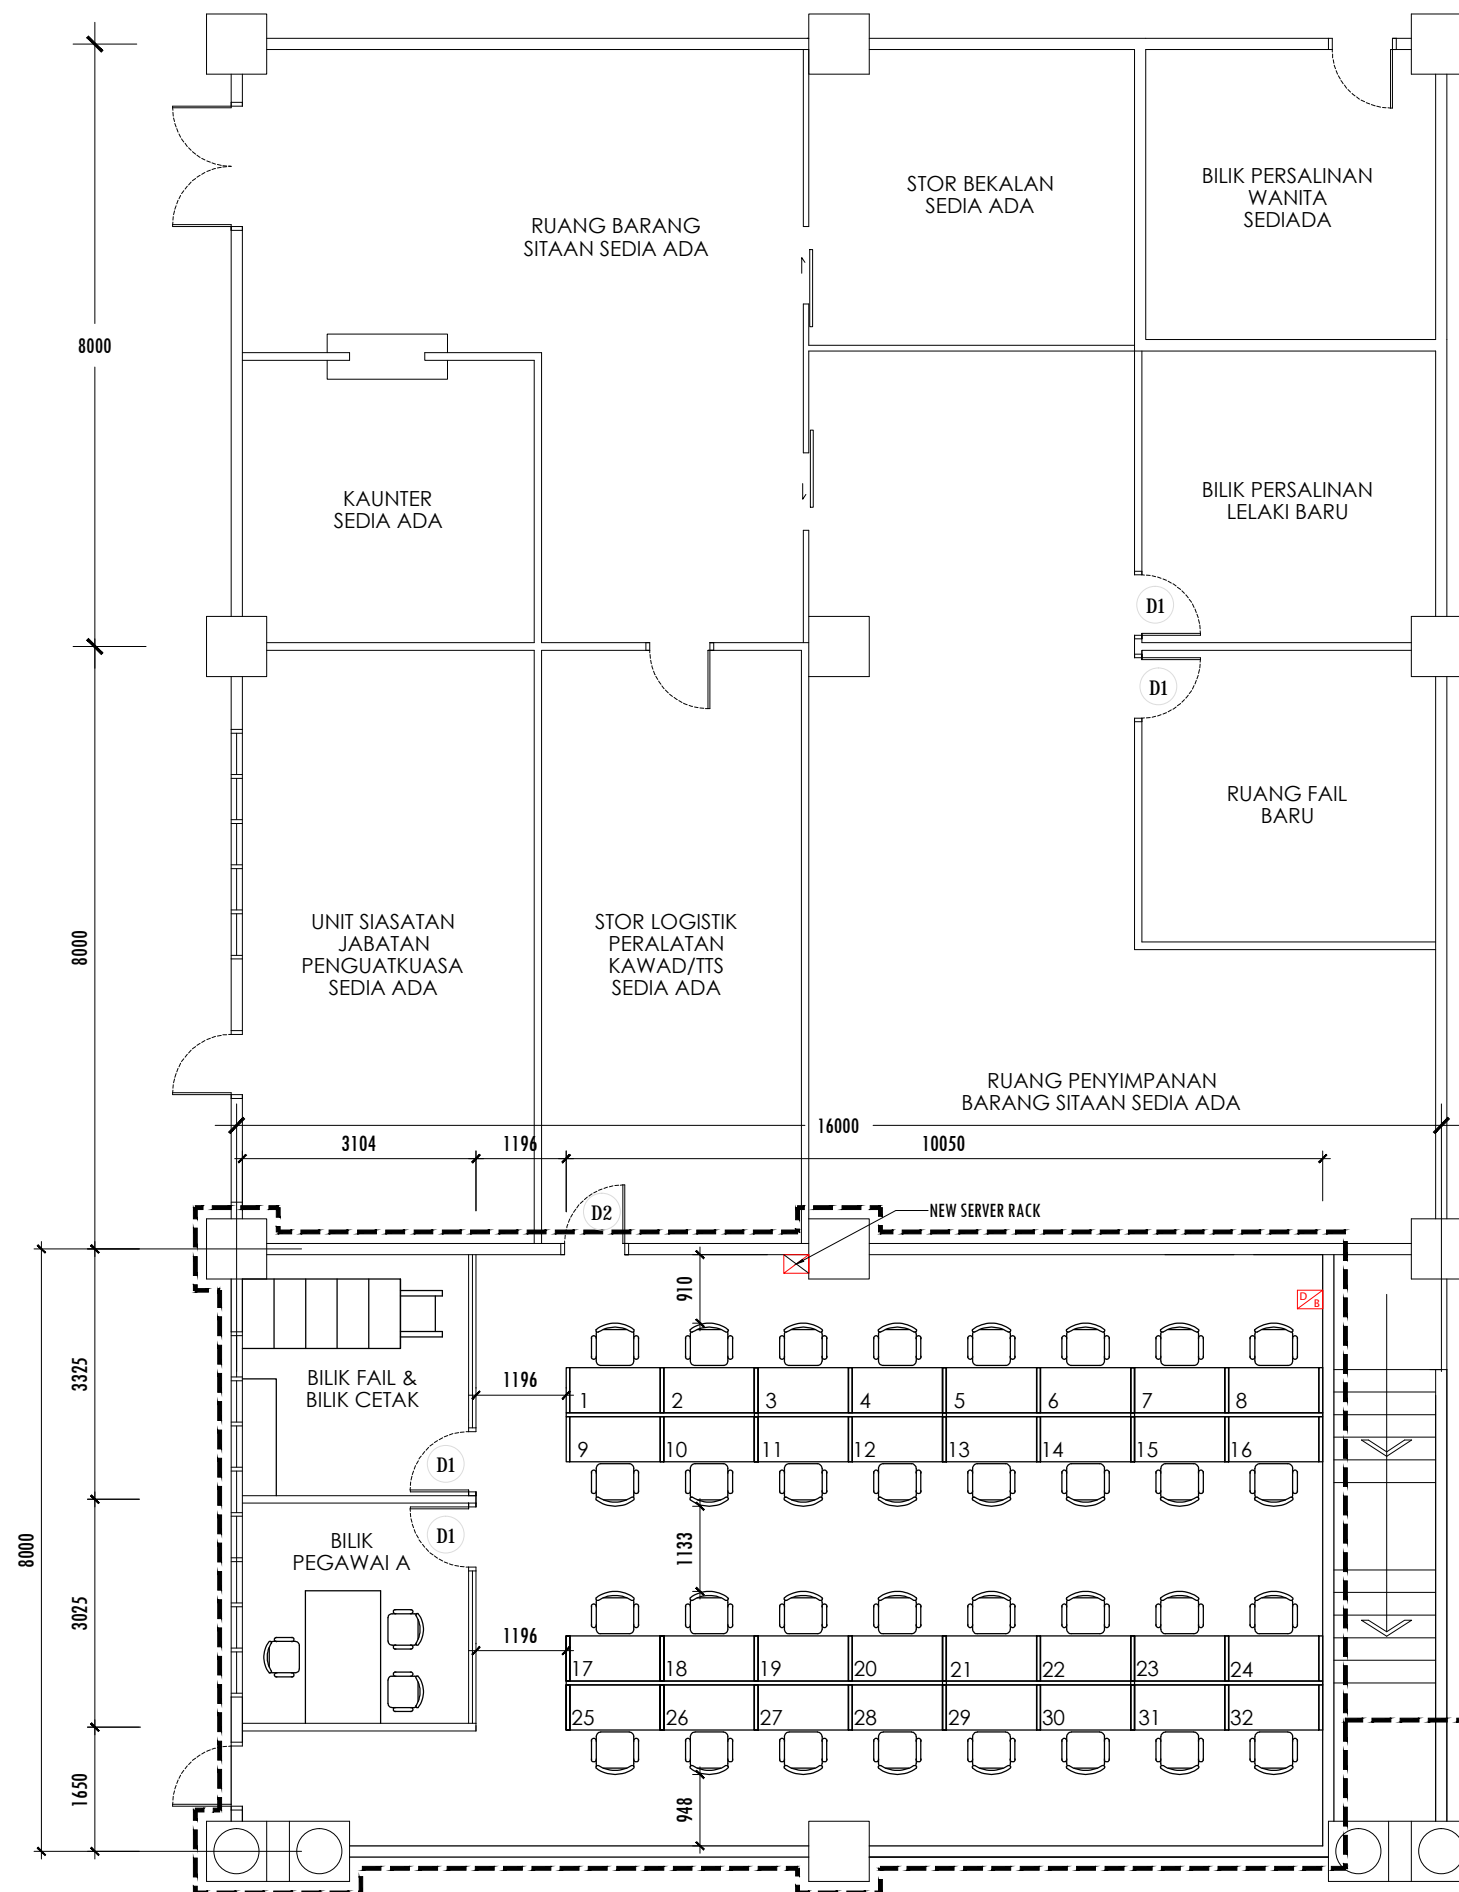 RUANG BARANG
SITAAN SEDIA ADA
STOR BEKALAN
SEDIA ADA
BILIK PERSALINAN
WANITA
SEDIADA
8000
KAUNTER
SEDIA ADA
BILIK PERSALINAN
LELAKI BARU
D1
D1
RUANG FAIL
BARU
8000
UNIT SIASATAN
JABATAN
PENGUATKUASA
SEDIA ADA
STOR LOGISTIK
PERALATAN
KAWAD/TTS
SEDIA ADA
RUANG PENYIMPANAN
BARANG SITAAN SEDIA ADA
16000
3104
1196
10050
D2
NEW SERVER RACK
910
D/B
3325
BILIK FAIL &
BILIK CETAK
1196
1 2 3 4 5 6 7 8
9 10 11 12 13 14 15 16
D1
D1
8000
1133
BILIK
PEGAWAI A
3025
1196
17 18 19 20 21 22 23 24
25 26 27 28 29 30 31 32
1650
948